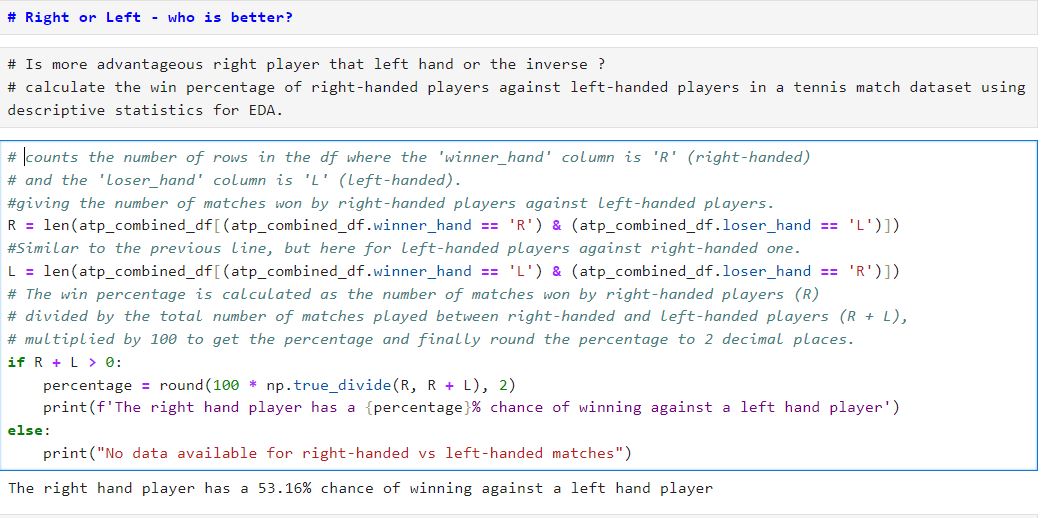 # Right or Left - who is better?
# Is more advantageous right player that left hand or the inverse ?
# calculate the win percentage of right-handed players against left-handed players in a tennis match dataset using
descriptive statistics for EDA.
# counts the number of rows in the df where the 'winner_hand' column is 'R' (right-handed)
# and the 'loser_hand' column is 'L' (left-handed).
#giving the number of matches won by right-handed players against left-handed players.
R = len(atp_combined_df[(atp_combined_df.winner_hand == 'R') & (atp_combined_df.loser_hand == 'L')])
#Similar to the previous line, but here for left-handed players against right-handed one.
L = len(atp_combined_df[(atp_combined_df.winner_hand == 'L') & (atp_combined_df.loser_hand == 'R')])
# The win percentage is calculated as the number of matches won by right-handed players (R)
# divided by the total number of matches played between right-handed and left-handed players (R + L),
# multiplied by 100 to get the percentage and finally round the percentage to 2 decimal places.
if R + L > 0:
    percentage = round(100 * np.true_divide(R, R + L), 2)
    print(f'The right hand player has a {percentage}% chance of winning against a left hand player')
else:
    print("No data available for right-handed vs left-handed matches")
The right hand player has a 53.16% chance of winning against a left hand player